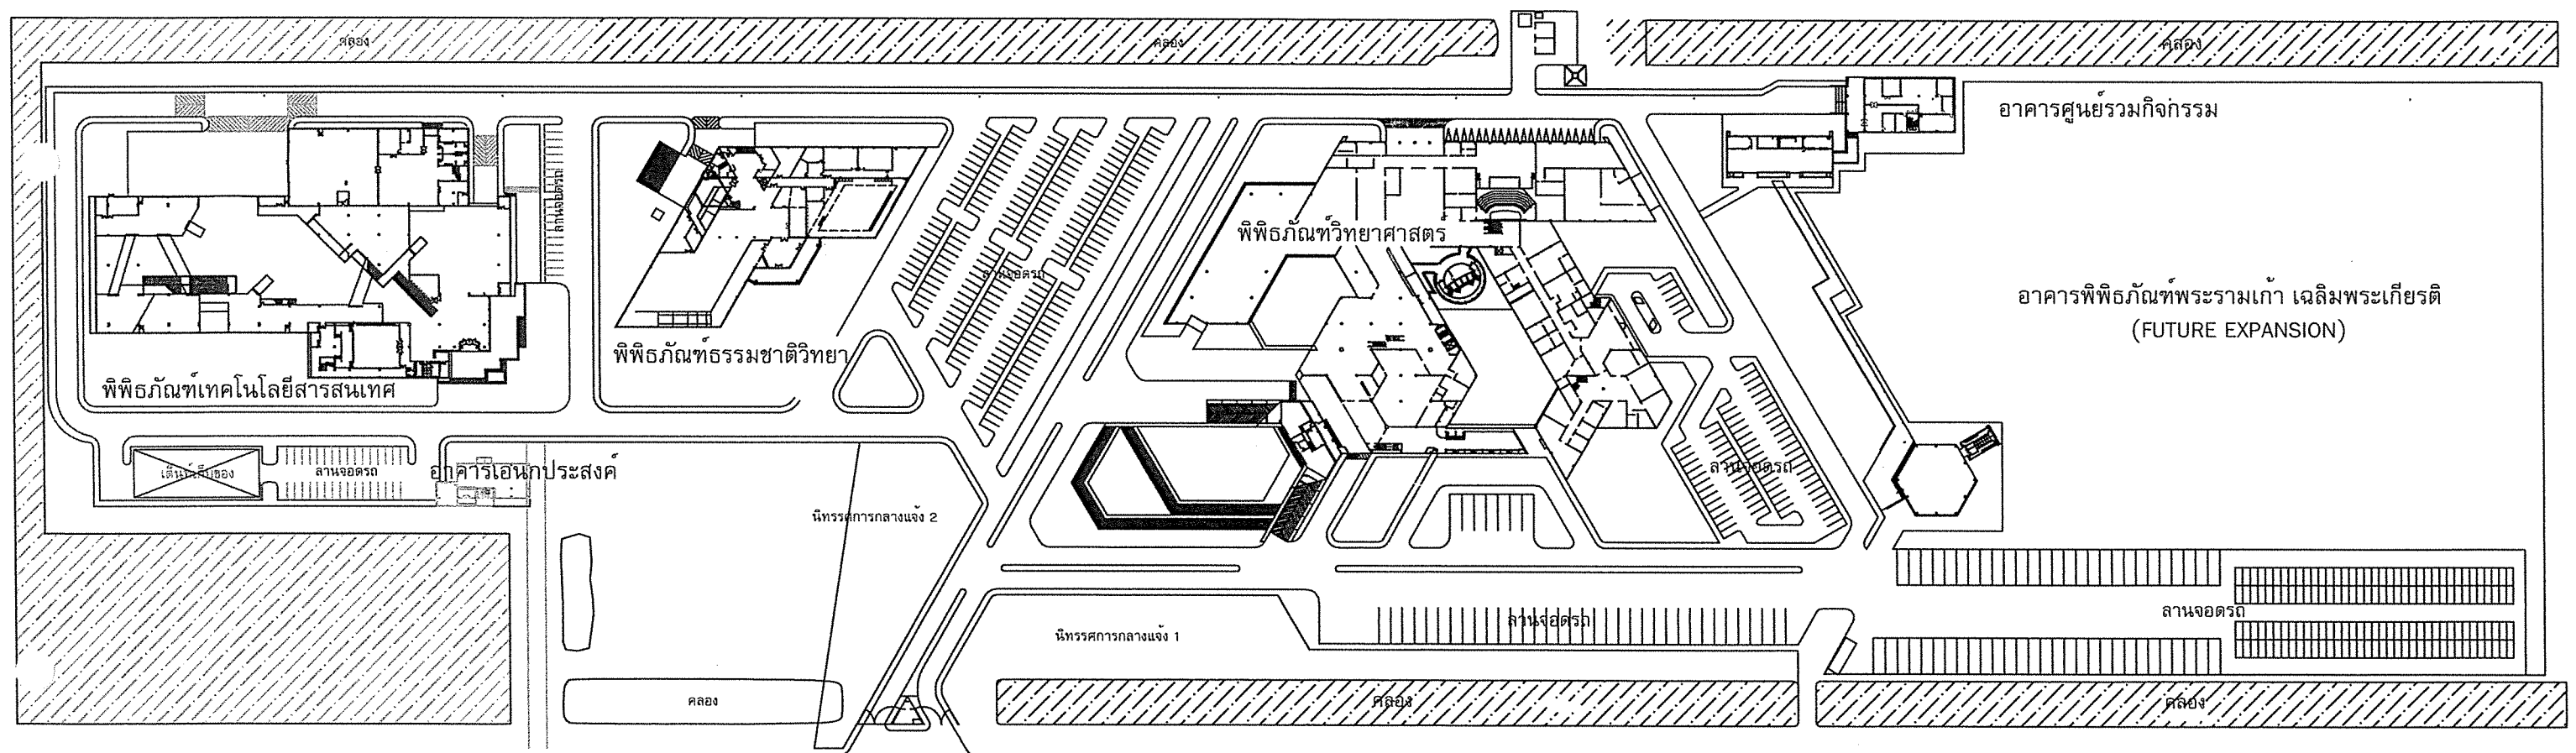 คลอง
คลอง
คลอง
อาคารศูนย์รวมกิจกรรม
ลานจอดรถ
พิพิธภัณฑ์วิทยาศาสตร์
ลานจอดรถ
อาคารพิพิธภัณฑ์พระรามเก้า เฉลิมพระเกียรติ
(FUTURE EXPANSION)
พิพิธภัณฑ์ธรรมชาติวิทยา
พิพิธภัณฑ์เทคโนโลยีสารสนเทศ
เต็นท์เก็บของ
ลานจอดรถ
อาคารเอนกประสงค์
ลานจอดรถ
นิทรรศการกลางแจ้ง 2
นิทรรศการกลางแจ้ง 1
ลานจอดรถ
ลานจอดรถ
คลอง
คลอง
คลอง